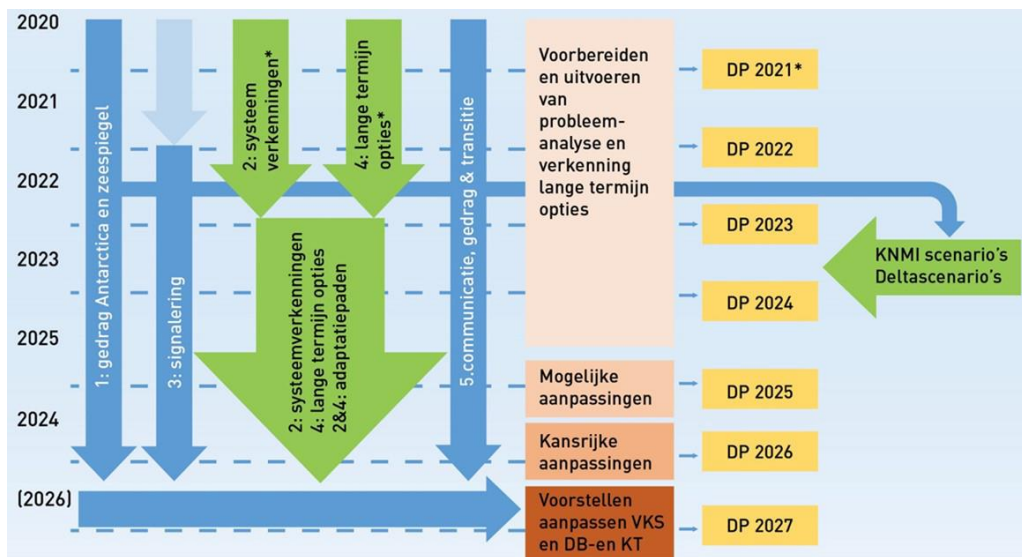 2020
2021
2022
2023
2025
2024
(2026)
1: gedrag Antarctica en zeespiegel
3: signalering
2: systeem
verkenningen*
4: lange termijn
opties*
2: systeemverkenningen
4: lange termijn opties
2&4: adaptatiepaden
5.communicatie, gedrag & transitie
Voorbereiden
en uitvoeren
van
probleem-
analyse en
verkenning
lange termijn
opties
Mogelijke
aanpassingen
Kansrijke
aanpassingen
Voorstellen
aanpassen VKS
en DB-en KT
DP 2021*
DP 2022
DP 2023
DP 2024
DP 2025
DP 2026
DP 2027
KNMI scenario's
Deltascenario's